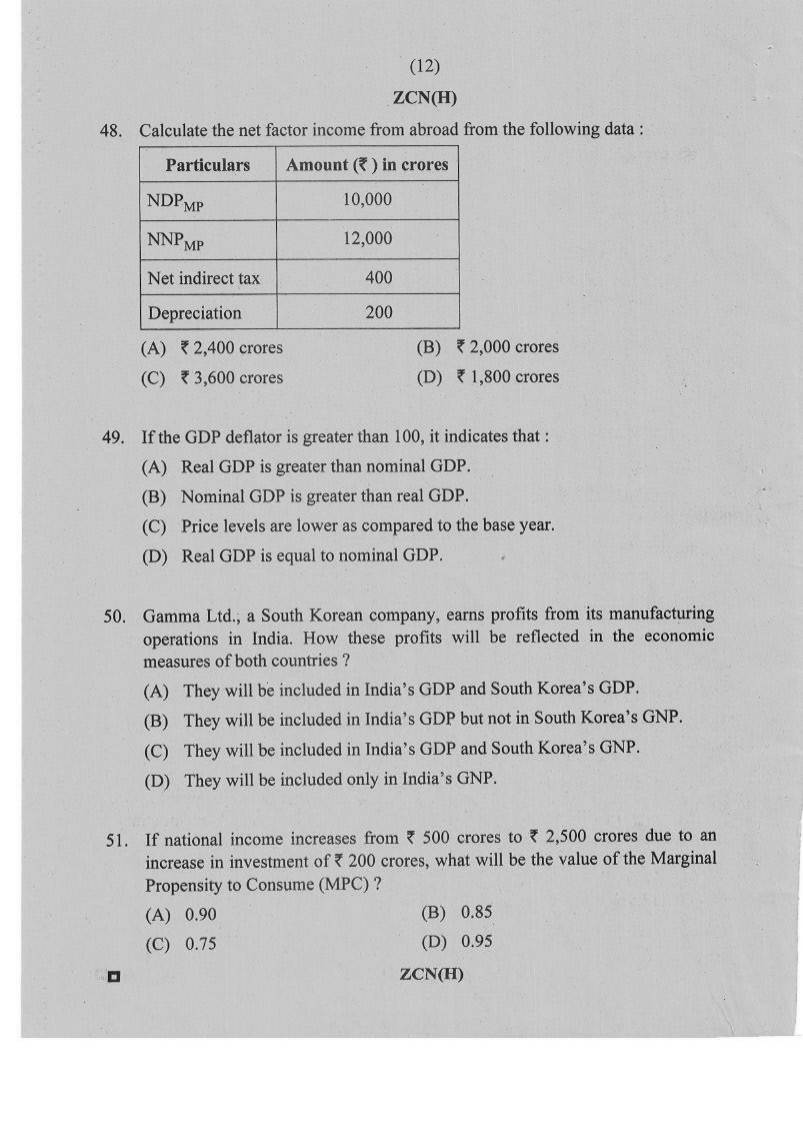 (12)
ZCN(H)
48. Calculate the net factor income from abroad from the following data :
Particulars Amount (₹ ) in crores
NDPMP 10,000
NNPMP 12,000
Net indirect tax 400
Depreciation 200
(A) ₹ 2,400 crores (B) ₹ 2,000 crores
(C) ₹ 3,600 crores (D) ₹ 1,800 crores
49. If the GDP deflator is greater than 100, it indicates that :
(A) Real GDP is greater than nominal GDP.
(B) Nominal GDP is greater than real GDP.
(C) Price levels are lower as compared to the base year.
(D) Real GDP is equal to nominal GDP.
50. Gamma Ltd., a South Korean company, earns profits from its manufacturing
operations in India. How these profits will be reflected in the economic
measures of both countries ?
(A) They will be included in India's GDP and South Korea's GDP.
(B) They will be included in India's GDP but not in South Korea's GNP.
(C) They will be included in India's GDP and South Korea's GNP.
(D) They will be included only in India's GNP.
51. If national income increases from ₹ 500 crores to ₹ 2,500 crores due to an
increase in investment of ₹ 200 crores, what will be the value of the Marginal
Propensity to Consume (MPC) ?
(A) 0.90 (B) 0.85
(C) 0.75 (D) 0.95
ZCN(H)